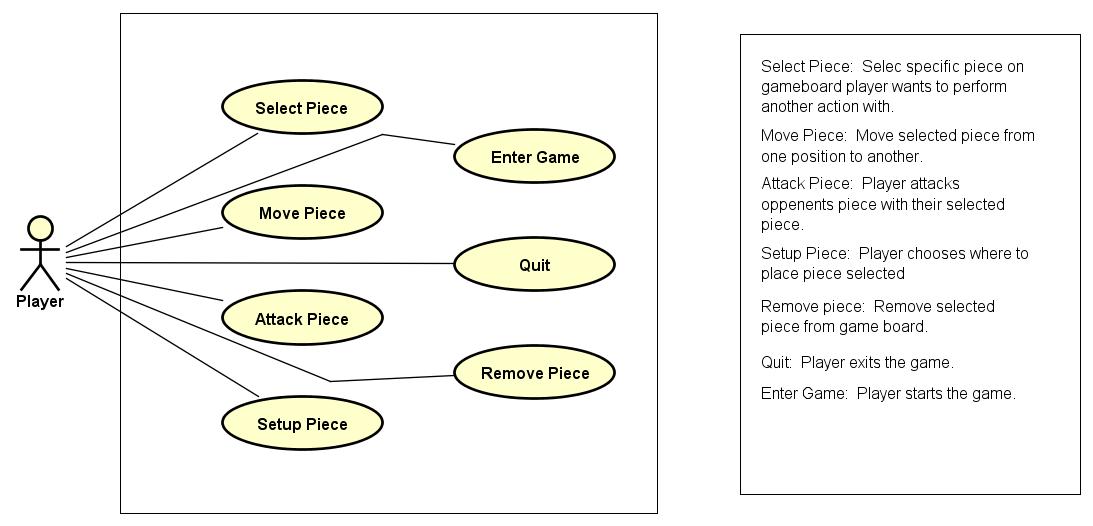 Select Piece
Enter Game
Move Piece
Quit
Player
Attack Piece
Remove Piece
Setup Piece
Select Piece:  Selec specific piece on
gameboard player wants to perform
another action with.
Move Piece:  Move selected piece from
one position to another.
Attack Piece:  Player attacks
oppenents piece with their selected
piece.
Setup Piece:  Player chooses where to
place piece selected
Remove piece:  Remove selected
piece from game board.
Quit:  Player exits the game.
Enter Game:  Player starts the game.